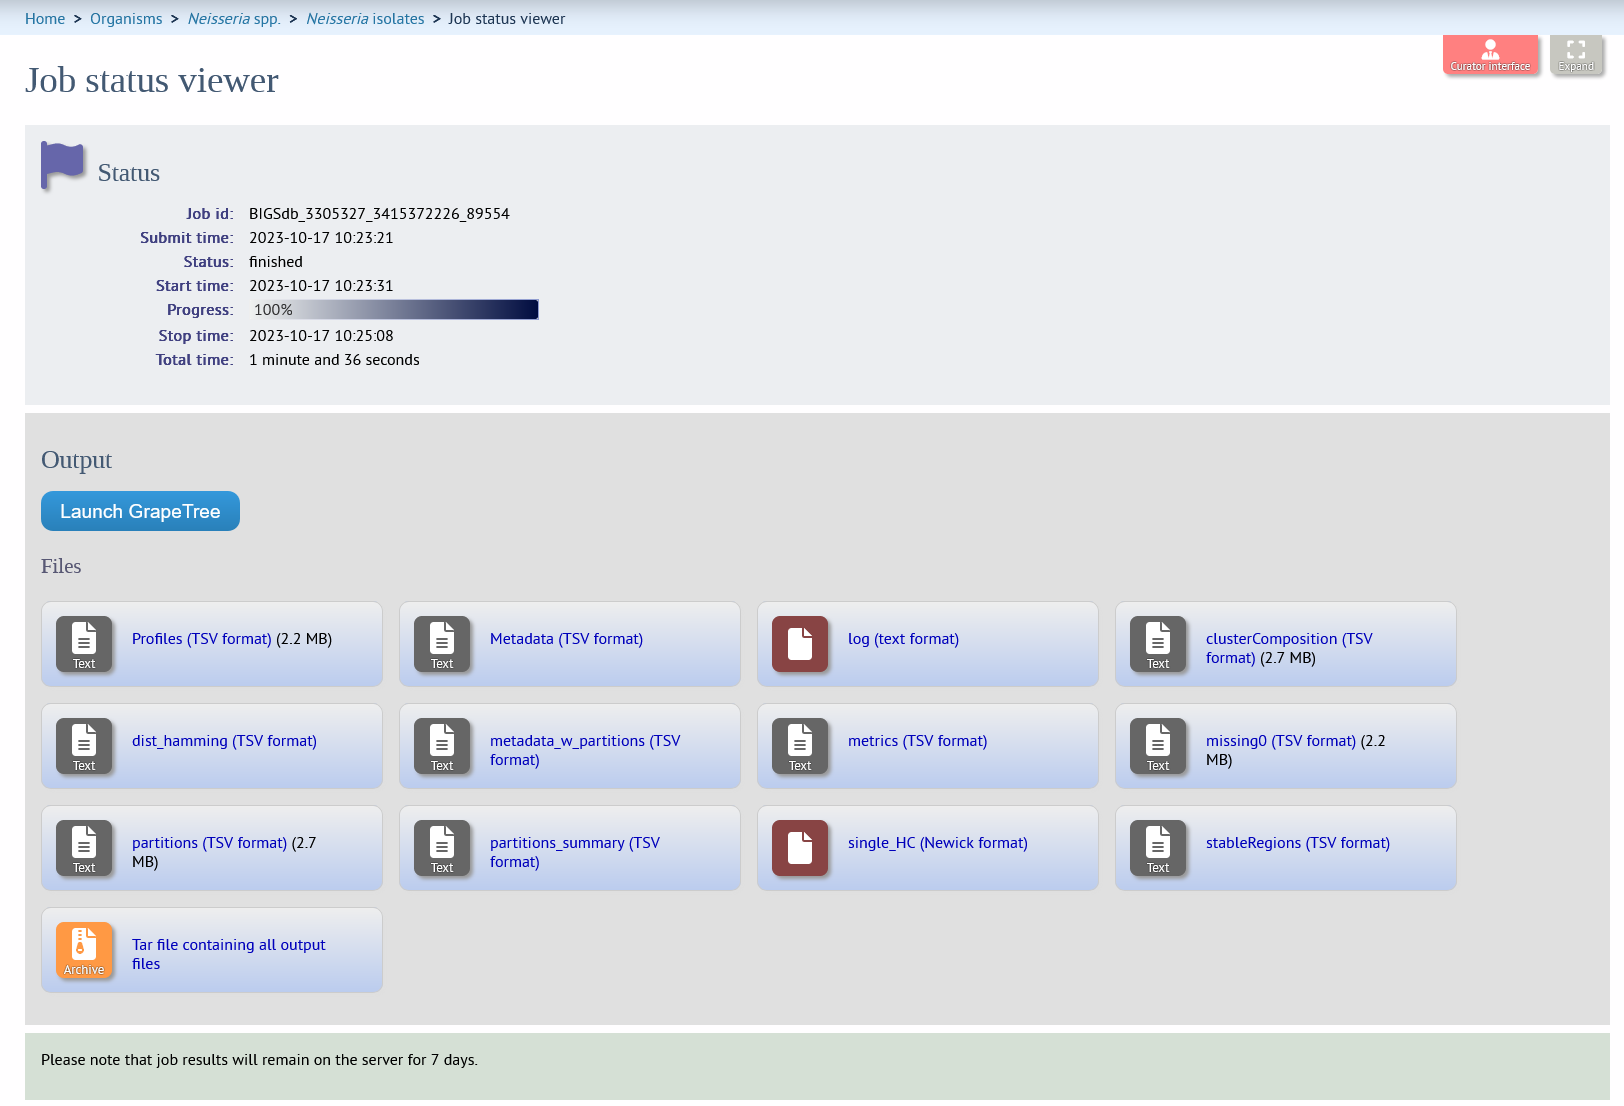 Home > Organisms > Neisseria spp. > Neisseria isolates > Job status viewer
Curator interface
Expand
Job status viewer
Status
Job id: BIGSdb_3305327_3415372226_89554
Submit time: 2023-10-17 10:23:21
Status: finished
Start time: 2023-10-17 10:23:31
Progress: 100%
Stop time: 2023-10-17 10:25:08
Total time: 1 minute and 36 seconds
Output
Launch GrapeTree
Files
Text
Profiles (TSV format) (2.2 MB)
Text
Metadata (TSV format)
log (text format)
Text
clusterComposition (TSV
format) (2.7 MB)
Text
dist_hamming (TSV format)
Text
metadata_w_partitions (TSV
format)
Text
metrics (TSV format)
Text
missing0 (TSV format) (2.2
MB)
Text
partitions (TSV format) (2.7
MB)
Text
partitions_summary (TSV
format)
single_HC (Newick format)
Text
stableRegions (TSV format)
Archive
Tar file containing all output
files
Please note that job results will remain on the server for 7 days.